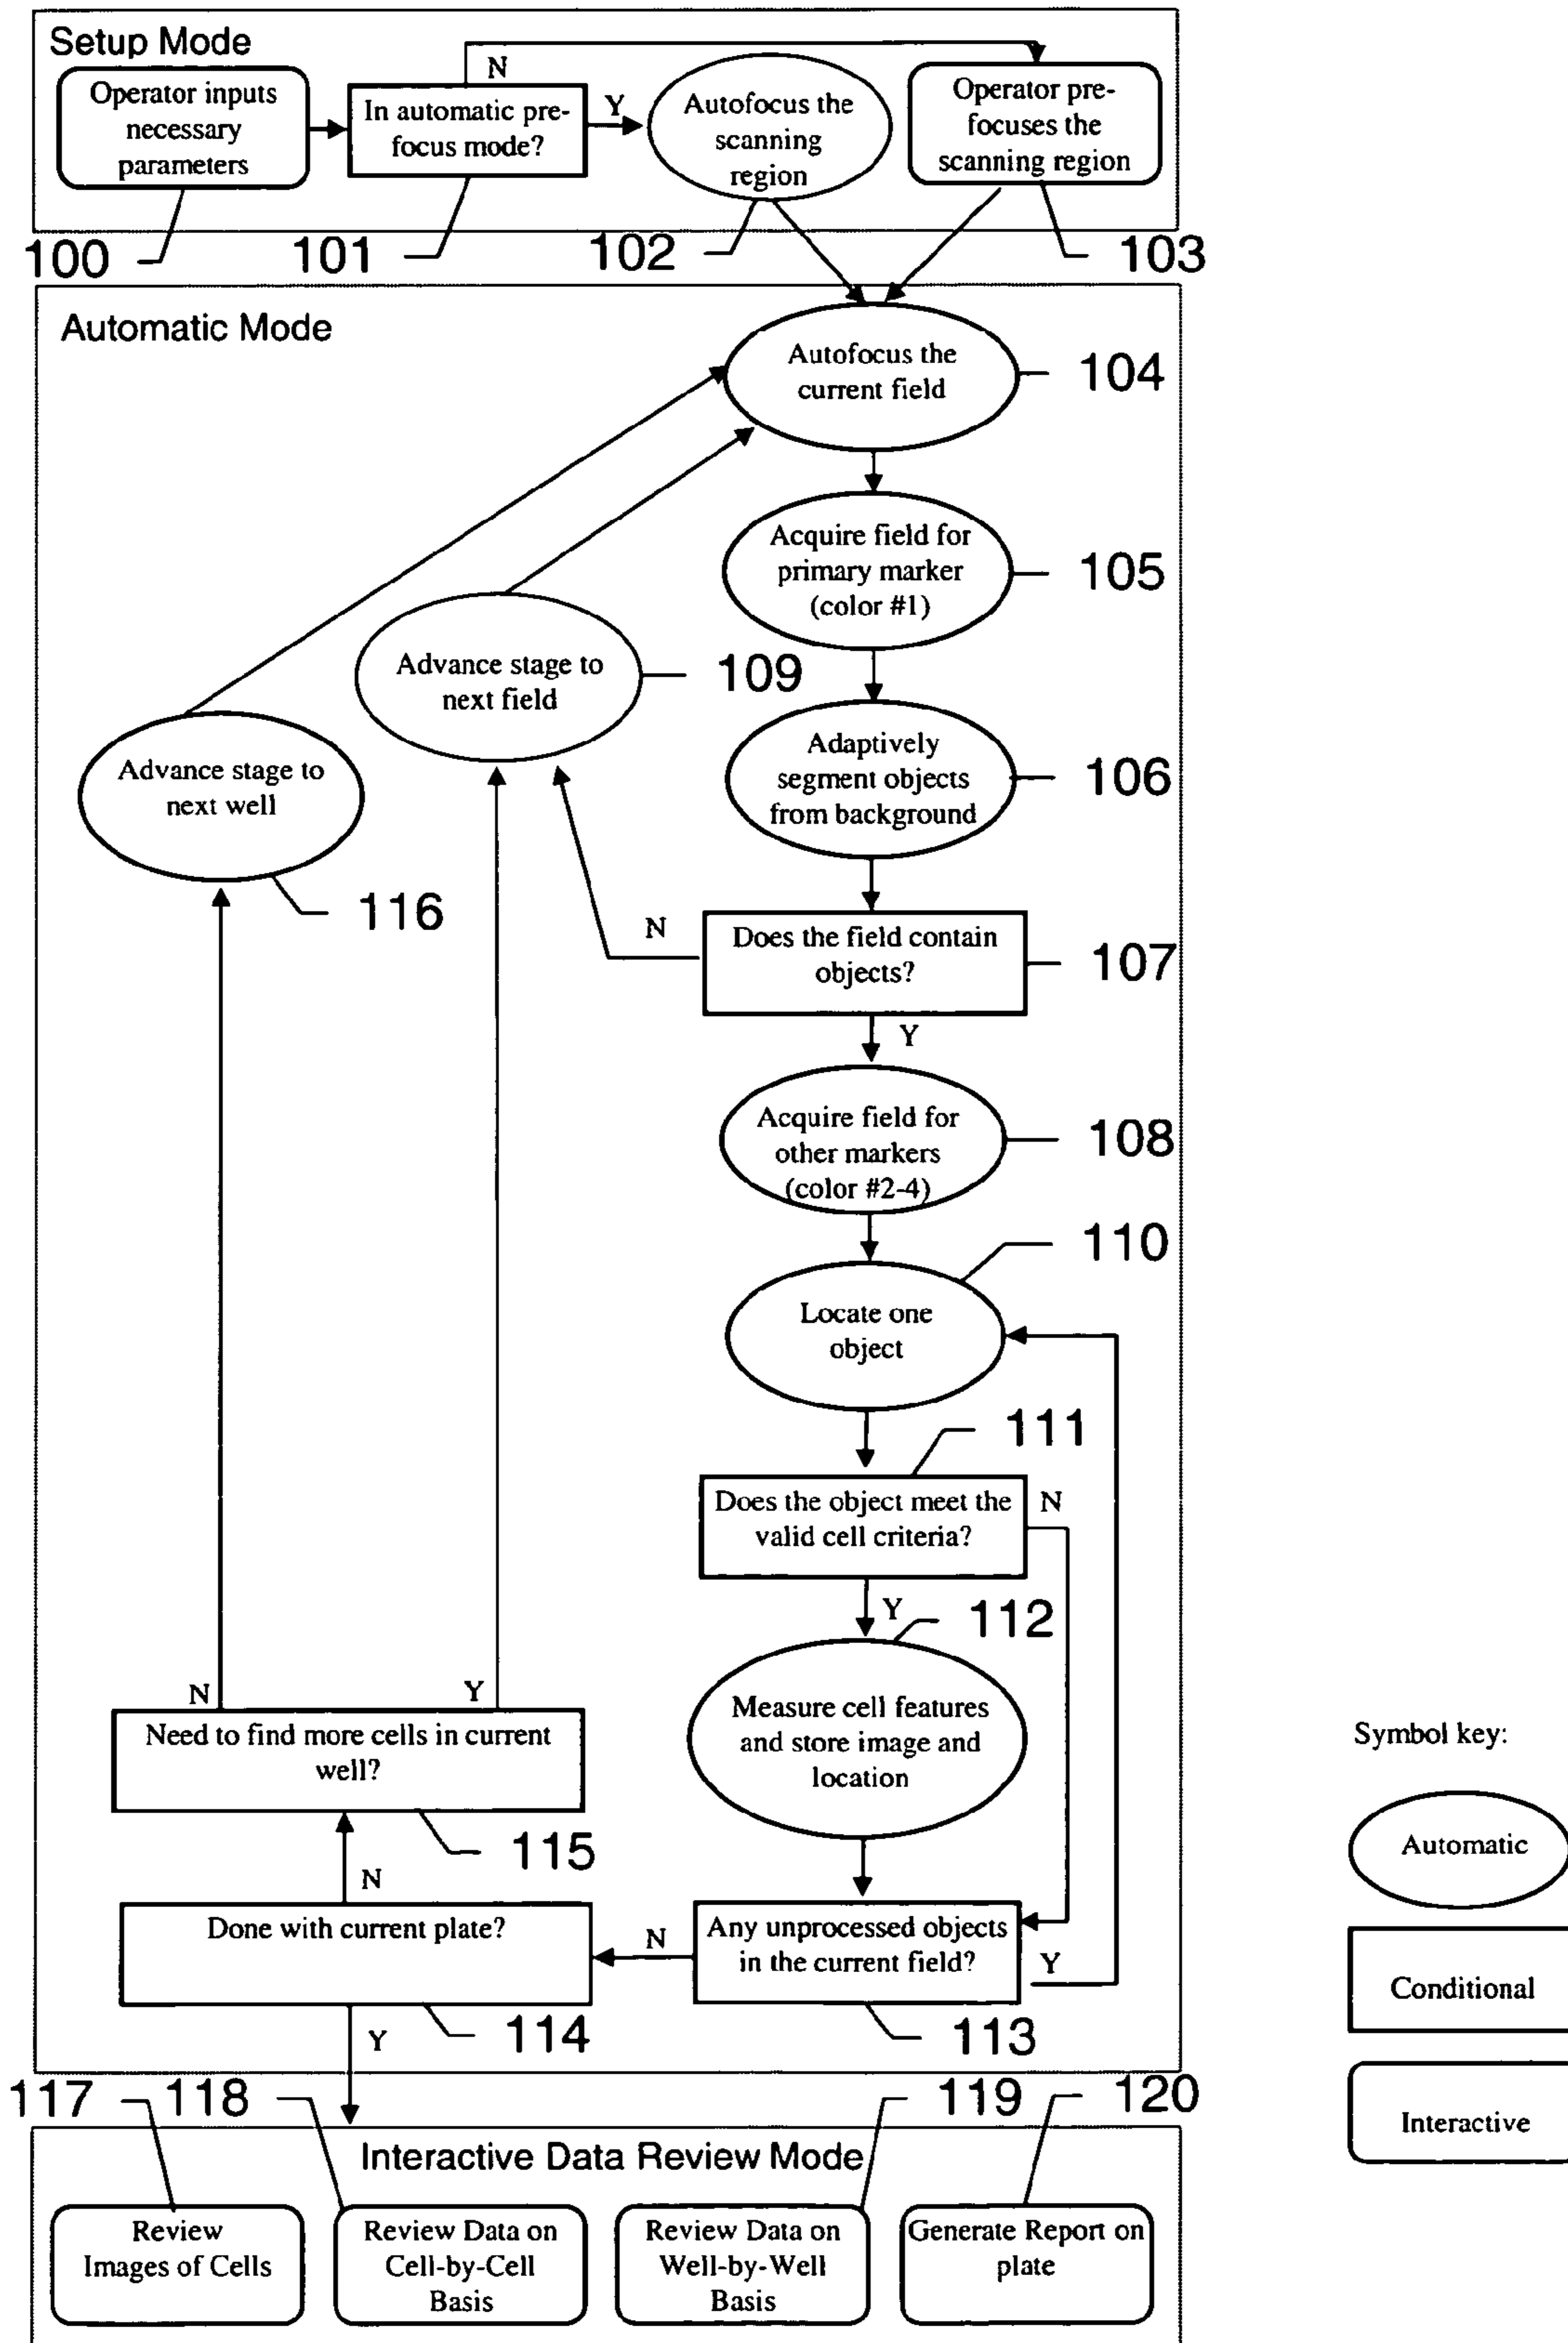 Setup Mode
Operator inputs
necessary
parameters
N
In automatic pre-
focus mode?
Y
Autofocus the
scanning
region
Operator pre-
focuses the
scanning region
100
101
102
103
Automatic Mode
Autofocus the
current field
104
Acquire field for
primary marker
(color #1)
105
Advance stage to
next field
109
Adaptively
segment objects
from background
106
Advance stage to
next well
116
N
Does the field contain
objects?
107
Y
Acquire field for
other markers
(color #2-4)
108
110
Locate one
object
111
Does the object meet the
valid cell criteria?
N
Y
112
Measure cell features
and store image and
location
N
Y
Need to find more cells in current
well?
115
N
Done with current plate?
N
Any unprocessed objects
in the current field?
Y
114
Y
113
Symbol key:
Automatic
Conditional
Interactive
117
118
119
120
Interactive Data Review Mode
Review
Images of Cells
Review Data on
Cell-by-Cell
Basis
Review Data on
Well-by-Well
Basis
Generate Report on
plate